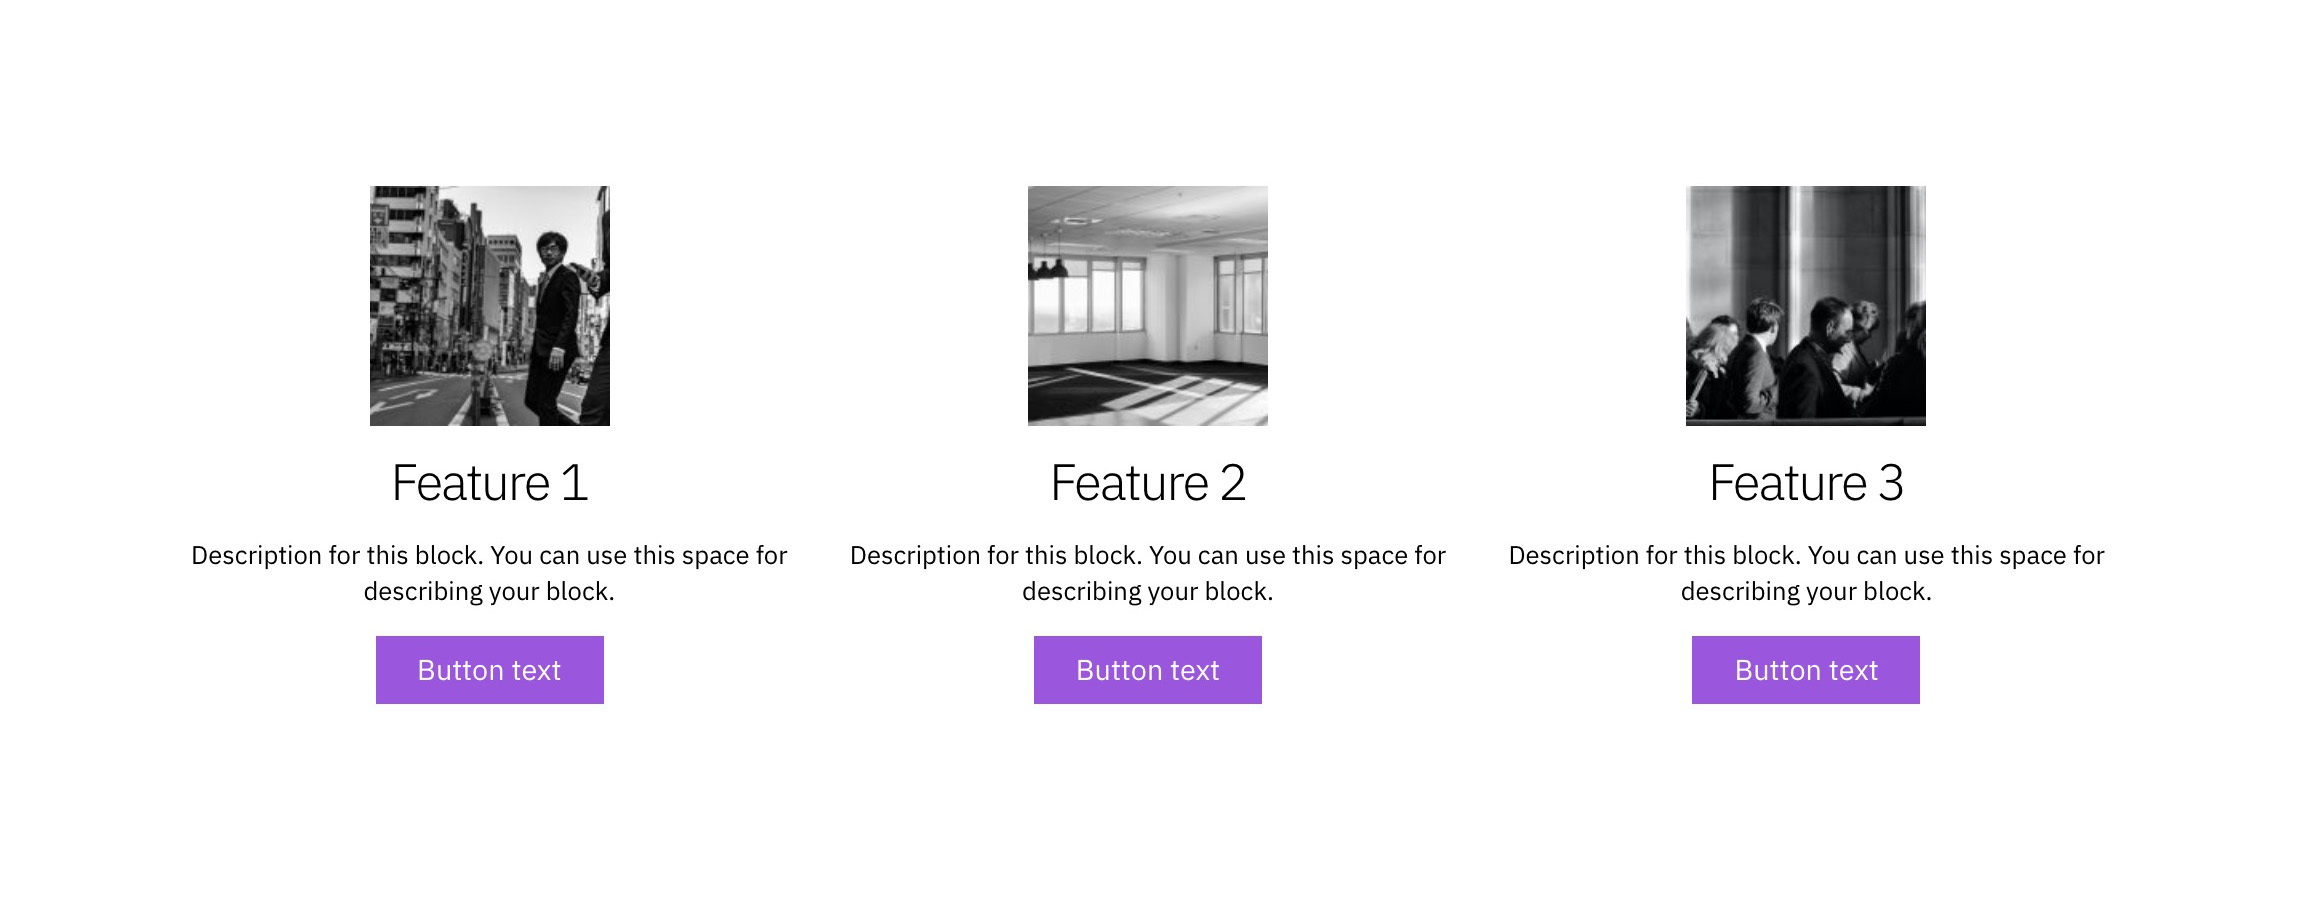 Feature 1
Description for this block. You can use this space for
describing your block.
Button text
Feature 2
Description for this block. You can use this space for
describing your block.
Button text
Feature 3
Description for this block. You can use this space for
describing your block.
Button text